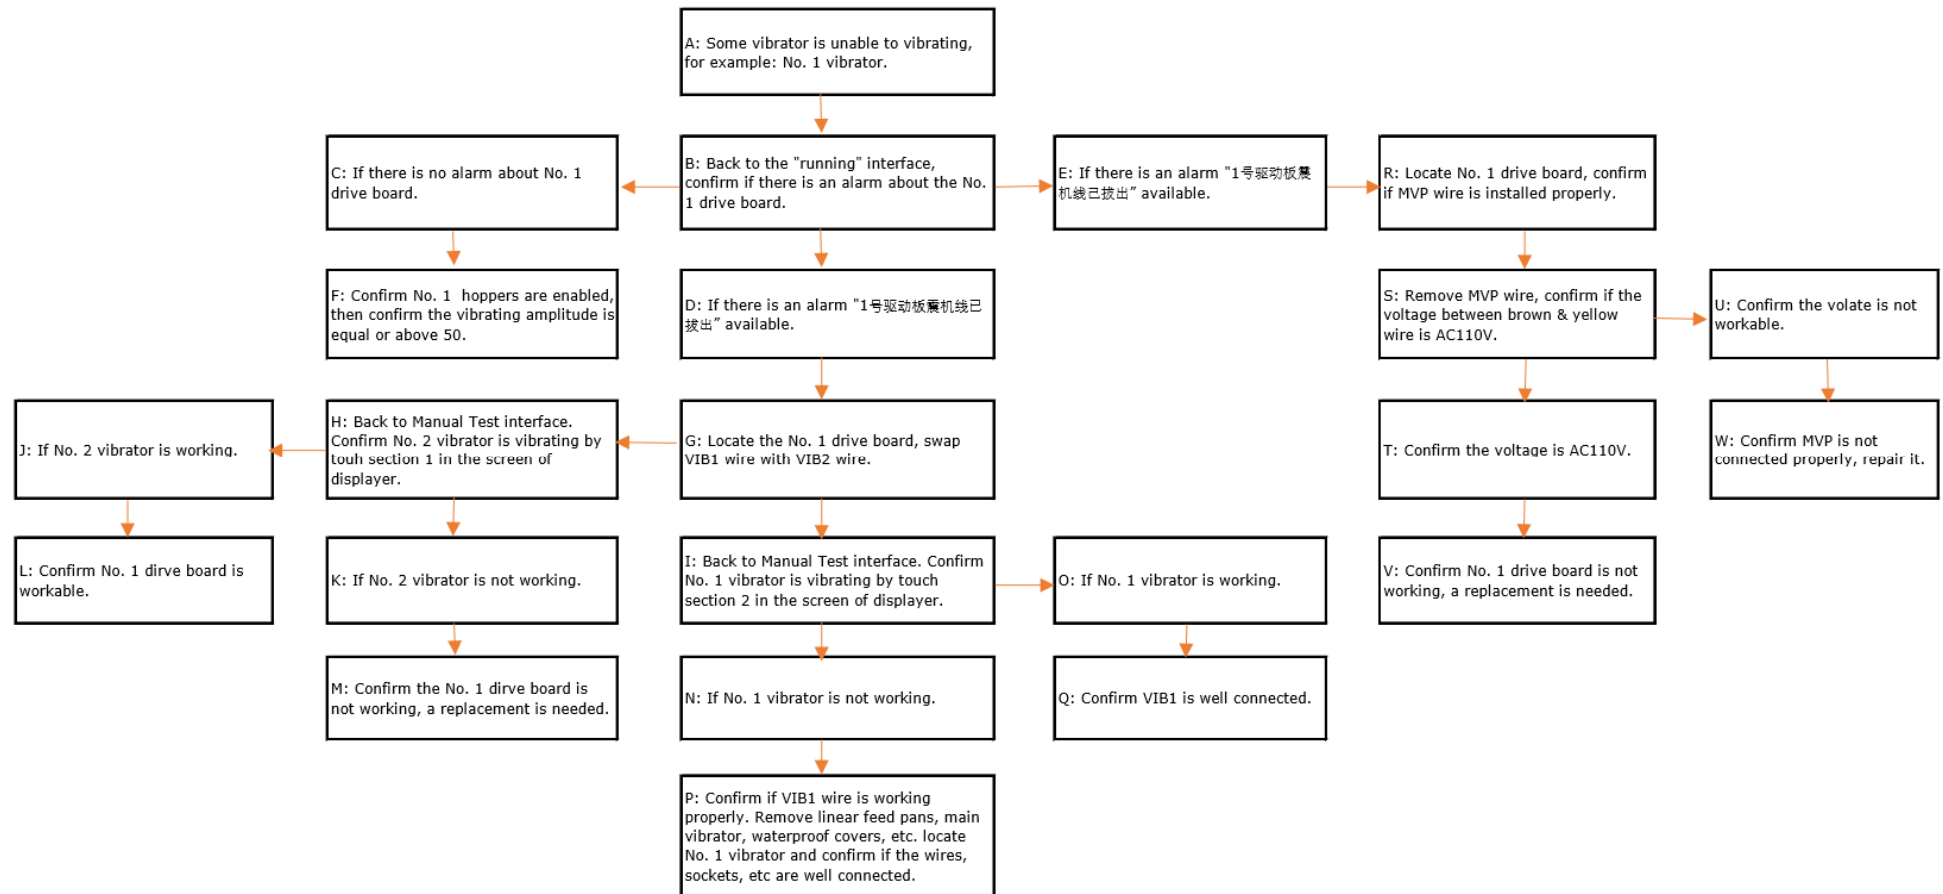 A: Some vibrator is unable to vibrating,
for example: No. 1 vibrator.
C: If there is no alarm about No. 1
drive board.
B: Back to the "running" interface,
confirm if there is an alarm about the No.
1 drive board.
E: If there is an alarm "1号驱动板震
机线已拔出” available.
R: Locate No. 1 drive board, confirm
if MVP wire is installed properly.
F: Confirm No. 1 hoppers are enabled,
then confirm the vibrating amplitude is
equal or above 50.
D: If there is an alarm "1号驱动板震机线已
拔出” available.
S: Remove MVP wire, confirm if the
voltage between brown & yellow
wire is AC110V.
U: Confirm the volate is not
workable.
J: If No. 2 vibrator is working.
H: Back to Manual Test interface.
Confirm No. 2 vibrator is vibrating by
touh section 1 in the screen of
displayer.
G: Locate the No. 1 drive board, swap
VIB1 wire with VIB2 wire.
T: Confirm the voltage is AC110V.
W: Confirm MVP is not
connected properly, repair it.
L: Confirm No. 1 dirve board is
workable.
K: If No. 2 vibrator is not working.
I: Back to Manual Test interface. Confirm
No. 1 vibrator is vibrating by touch
section 2 in the screen of displayer.
O: If No. 1 vibrator is working.
V: Confirm No. 1 drive board is not
working, a replacement is needed.
M: Confirm the No. 1 dirve board is
not working, a replacement is needed.
N: If No. 1 vibrator is not working.
Q: Confirm VIB1 is well connected.
P: Confirm if VIB1 wire is working
properly. Remove linear feed pans, main
vibrator, waterproof covers, etc. locate
No. 1 vibrator and confirm if the wires,
sockets, etc are well connected.